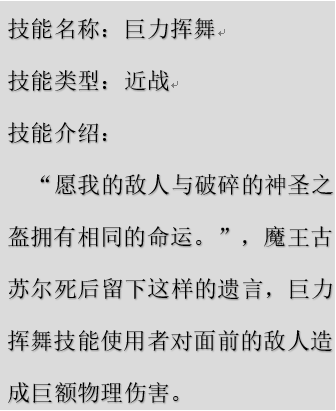 技能名称：巨力挥舞
技能类型：近战
技能介绍：
“愿我的敌人与破碎的神圣之
盔拥有相同的命运。”，魔王古
苏尔死后留下这样的遗言，巨力
挥舞技能使用者对面前的敌人造
成巨额物理伤害。